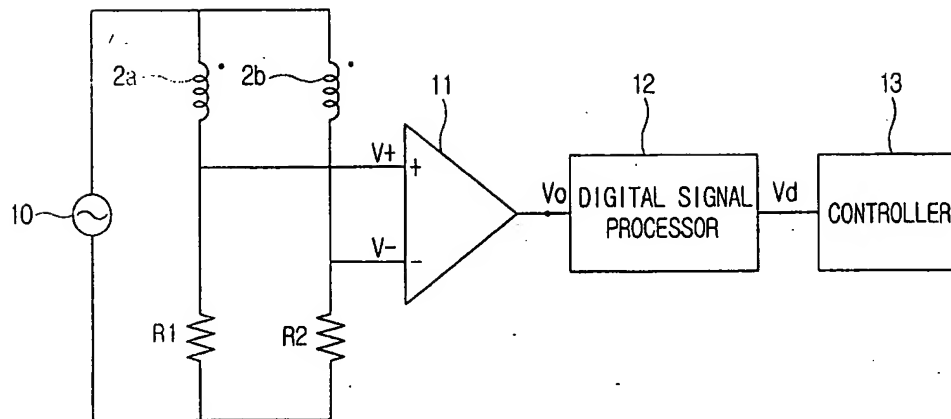 2a
2b
11
12
13
V+
+
10
Vo
DIGITAL SIGNAL
PROCESSOR
Vd
CONTROLLER
V-
-
R1
R2